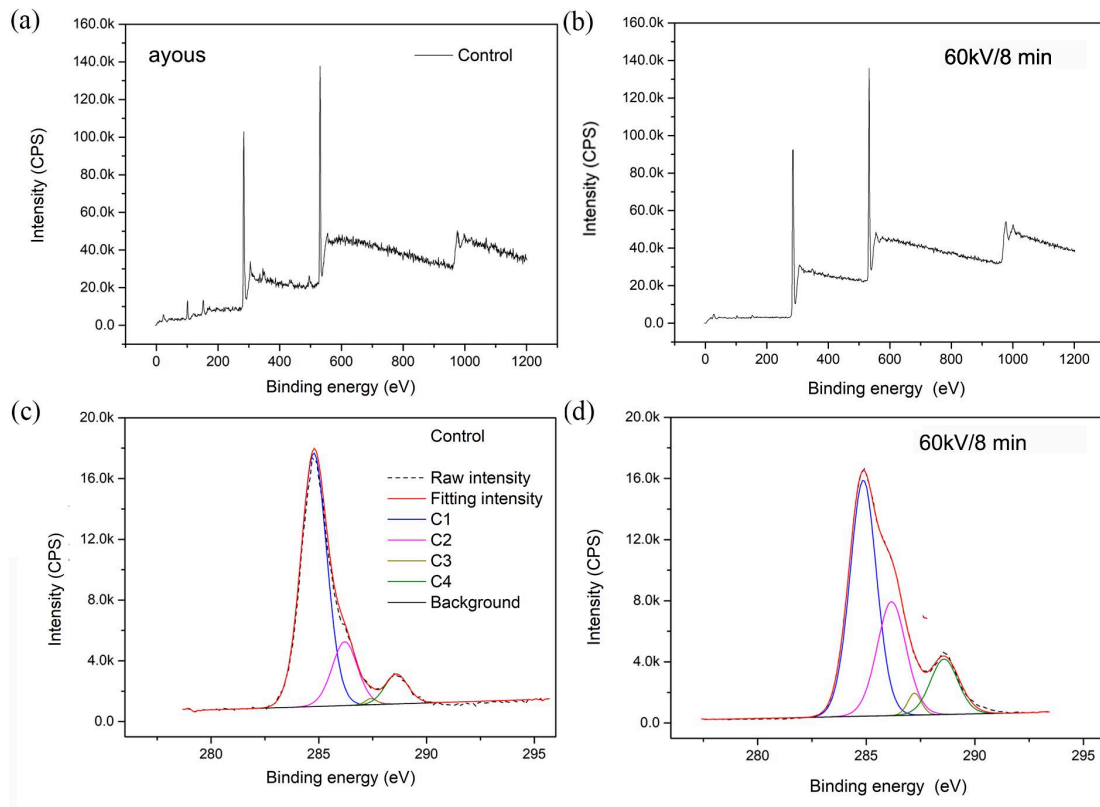 (a)
160.0k
140.0k
120.0k
100.0k
80.0k
60.0k
40.0k
20.0k
0.0
Intensity (CPS)
ayous
Control
0 200 400 600 800 1000 1200
Binding energy (eV)
(b)
160.0k
140.0k
120.0k
100.0k
80.0k
60.0k
40.0k
20.0k
0.0
Intensity (CPS)
60kV/8 min
0 200 400 600 800 1000 1200
Binding energy (eV)
(c)
20.0k
16.0k
12.0k
8.0k
4.0k
0.0
Intensity (CPS)
Control
Raw intensity
Fitting intensity
C1
C2
C3
C4
Background
280 285 290 295
Binding energy (eV)
(d)
20.0k
16.0k
12.0k
8.0k
4.0k
0.0
Intensity (CPS)
60kV/8 min
280 285 290 295
Binding energy (eV)